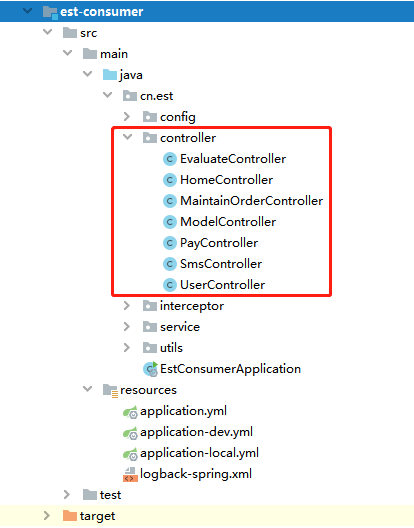 est-consumer
src
main
java
cn.est
config
controller
EvaluateController
HomeController
MaintainOrderController
ModelController
PayController
SmsController
UserController
interceptor
service
utils
EstConsumerApplication
resources
application.yml
application-dev.yml
application-local.yml
logback-spring.xml
test
target